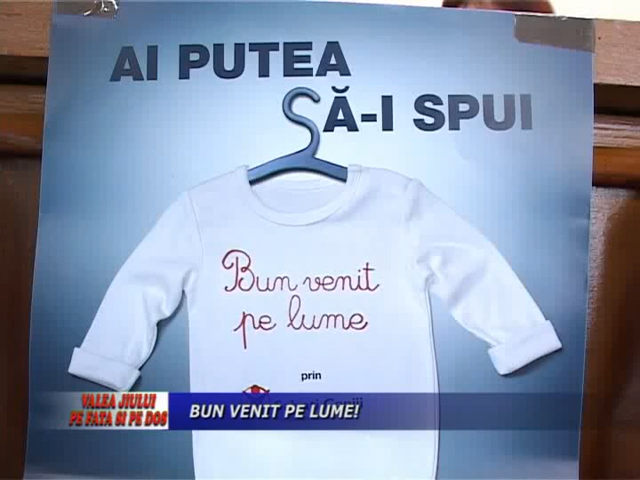 AI PUTEA
SĂ-I SPUI
Bun venit
pe lume
prin
VALEA JIULUI
PE FATA SI PE DOS
BUN VENIT PE LUME!